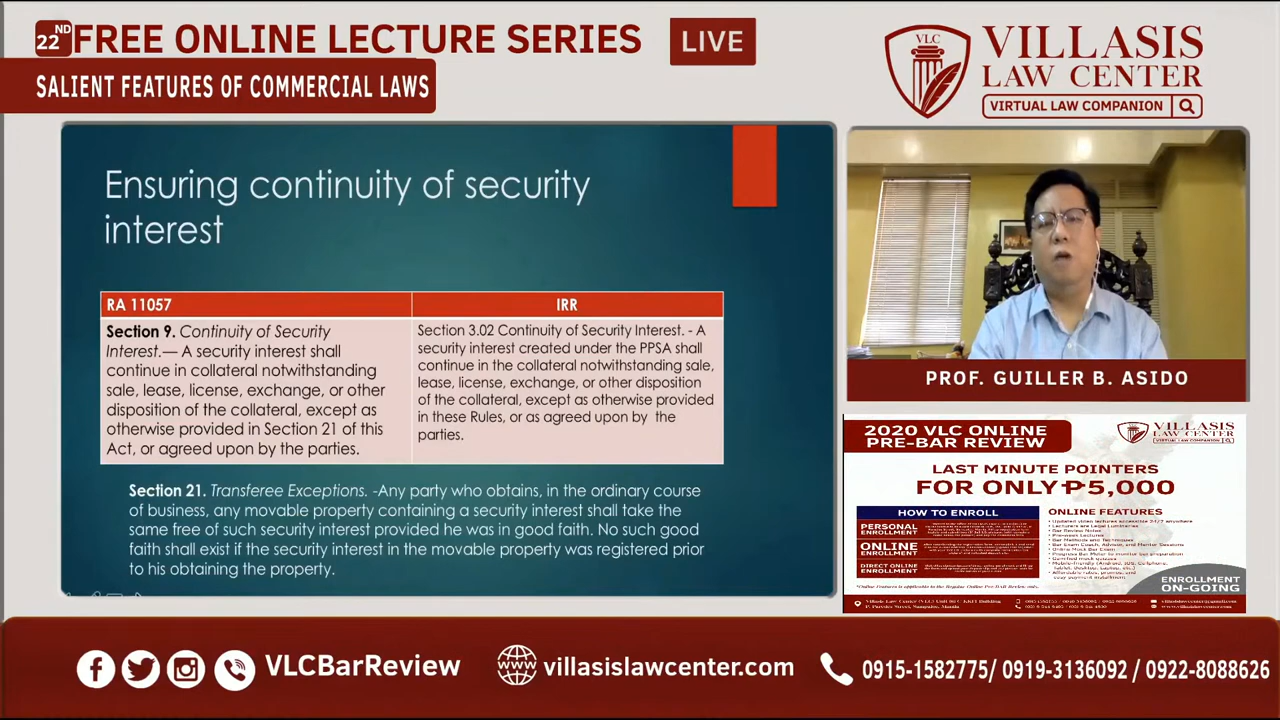 22ND FREE ONLINE LECTURE SERIES
LIVE
SALIENT FEATURES OF COMMERCIAL LAWS
VLC
VILLASIS
LAW CENTER
VIRTUAL LAW COMPANION
Ensuring continuity of security
interest
RA 11057
Section 9. Continuity of Security
Interest.— A security interest shall
continue in collateral notwithstanding
sale, lease, license, exchange, or other
disposition of the collateral, except as
otherwise provided in Section 21 of this
Act, or agreed upon by the parties.
IRR
Section 3.02 Continuity of Security Interest. - A
security interest created under the PPSA shall
continue in the collateral notwithstanding sale,
lease, license, exchange, or other disposition
of the collateral, except as otherwise provided
in these Rules, or as agreed upon by the
parties.
Section 21. Transferee Exceptions. -Any party who obtains, in the ordinary course
of business, any movable property containing a security interest shall take the
same free of such security interest provided he was in good faith. No such good
faith shall exist if the security interest in the movable property was registered prior
to his obtaining the property.
PROF. GUILLER B. ASIDO
2020 VLC ONLINE
PRE-BAR REVIEW
VILLASIS
LAW CENTER
LAST MINUTE POINTERS
FOR ONLY ₱5,000
HOW TO ENROLL
PERSONAL
ENROLLMENT
ONLINE
ENROLLMENT
DIRECT ONLINE
ENROLLMENT
ONLINE FEATURES
ENROLLMENT
ON-GOING
VLCBarReview
villasislawcenter.com
0915-1582775/ 0919-3136092 / 0922-8088626